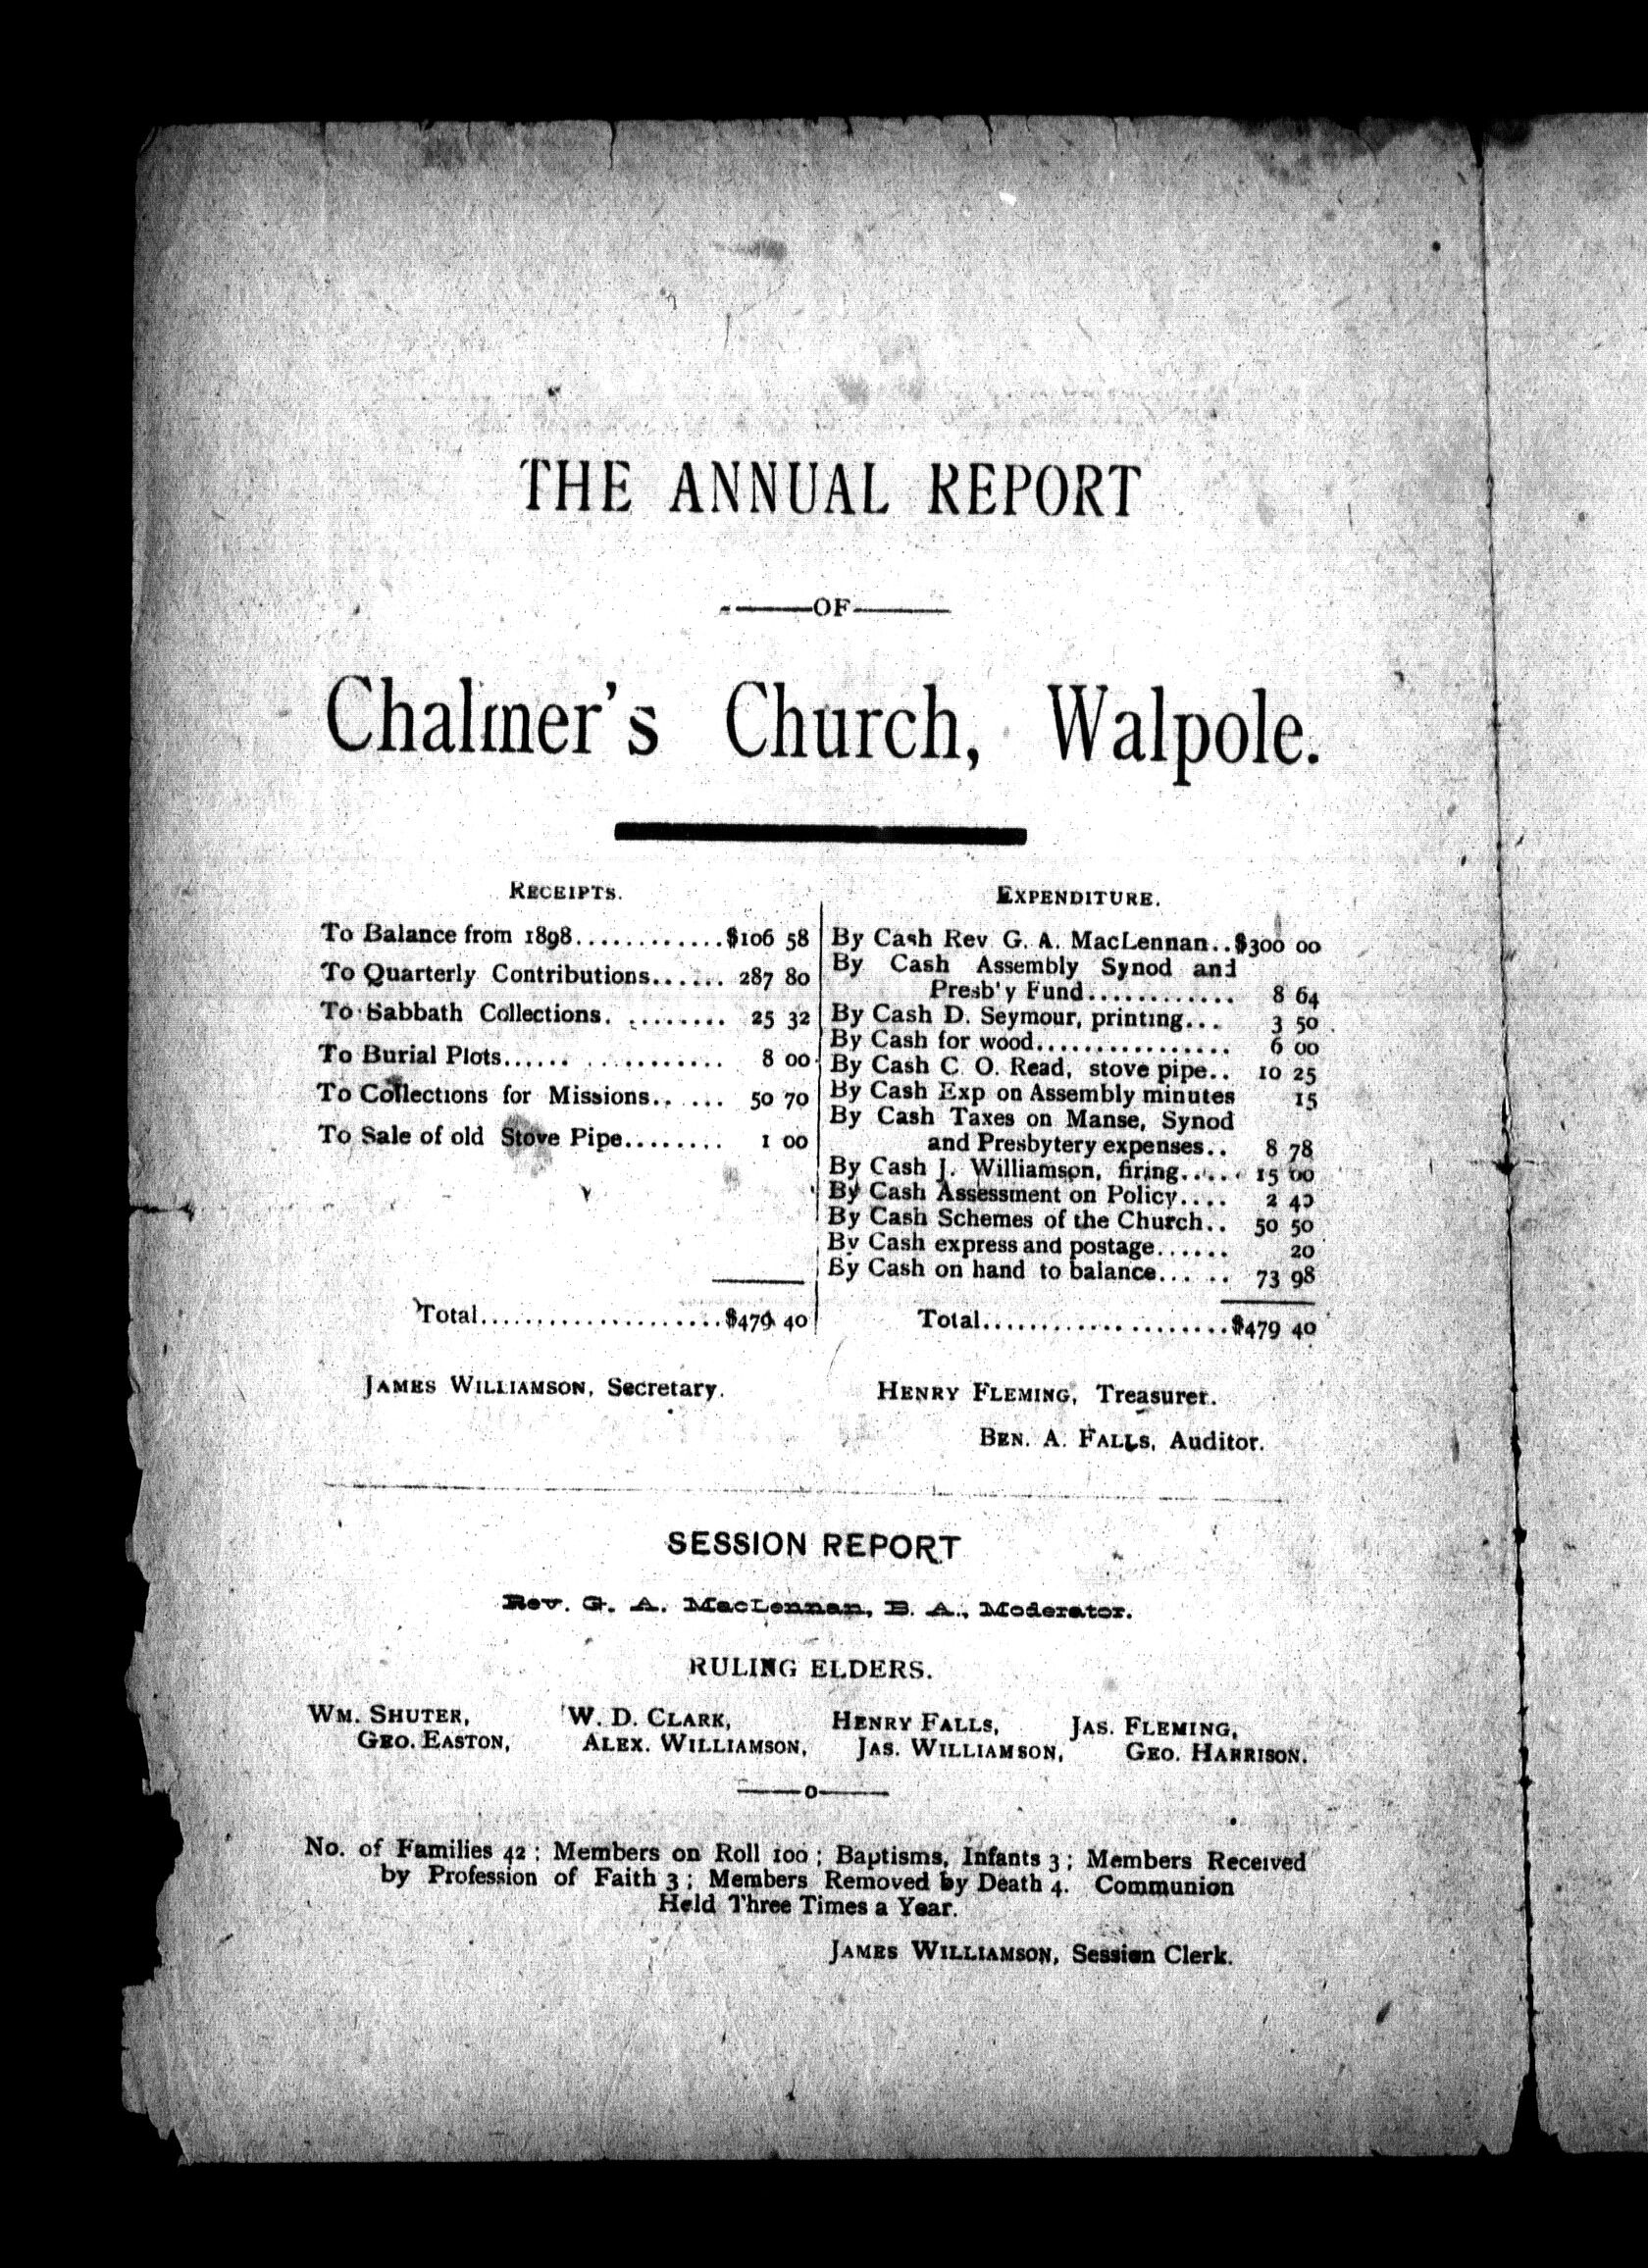 THE ANNUAL REPORT
OF
Chalmer's Church, Walpole.
RECEIPTS.
To Balance from 1898............$106 58
To Quarterly Contributions...... 287 80
To Sabbath Collections. ........ 25 32
To Burial Plots...... ........... 8 00
To Collections for Missions.. ... 50 70
To Sale of old Stove Pipe........ 1 00
Total....................$479 40
EXPENDITURE.
By Cash Rev G. A. MacLennan..$300 00
By Cash Assembly Synod and
Presb'y Fund............ 8 64
By Cash D. Seymour, printing... 3 50
By Cash for wood................ 6 00
By Cash C. O. Read, stove pipe.. 10 25
By Cash Exp on Assembly minutes 15
By Cash Taxes on Manse, Synod
and Presbytery expenses.. 8 78
By Cash J. Williamson, firing..... 15 00
By Cash Assessment on Policy.... 2 40
By Cash Schemes of the Church.. 50 50
By Cash express and postage...... 20
By Cash on hand to balance... .. 73 98
Total............ ........$479 40
JAMES WILLIAMSON, Secretary.
HENRY FLEMING, Treasurer.
BEN. A. FALLS, Auditor.
SESSION REPORT
Rev. G. A. MacLennan, B. A., Moderator.
RULING ELDERS.
WM. SHUTER, W. D. CLARK, HENRY FALLS, JAS. FLEMING,
GEO. EASTON, ALEX. WILLIAMSON, JAS. WILLIAMSON, GEO. HARRISON.
o
No. of Families 42 ; Members on Roll 100 ; Baptisms, Infants 3 ; Members Received
by Profession of Faith 3 ; Members Removed by Death 4. Communion
Held Three Times a Year.
JAMES WILLIAMSON, Session Clerk.